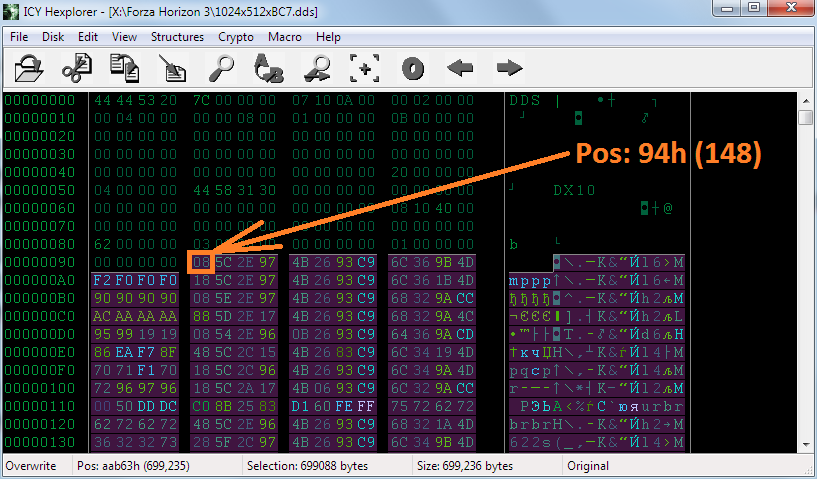 ICY Hexplorer - [X:\Forza Horizon 3\1024x512xBC7.dds]
File Disk Edit View Structures Crypto Macro Help
00000000 44 44 53 20 7C 00 00 00 07 10 0A 00 00 02 00 00 DDS | •† ┐
00000010 00 04 00 00 00 00 08 00 01 00 00 00 0B 00 00 00 ┘ ◘ ♂
00000020 00 00 00 00 00 00 00 00 00 00 00 00 00 00 00 00
00000030 00 00 00 00 00 00 00 00 00 00 00 00 00 00 00 00
00000040 00 00 00 00 00 00 00 00 00 00 00 00 20 00 00 00
00000050 04 00 00 00 44 58 31 30 00 00 00 00 00 00 00 00 ┘ DX10
00000060 00 00 00 00 00 00 00 00 00 00 00 00 08 10 40 00 ◘†@
00000070 00 00 00 00 00 00 00 00 00 00 00 00 00 00 00 00
00000080 62 00 00 00 03 00 00 00 00 00 00 00 01 00 00 00 b └
00000090 00 00 00 00 08 5C 2E 97 4B 26 93 C9 6C 36 9B 4D ◘\.—K&“Йl6›M
000000A0 F2 F0 F0 F0 18 5C 2E 97 4B 26 93 C9 6C 36 1B 4D тррр↑\.—K&“Йl6←M
000000B0 90 90 90 90 08 5E 2E 97 4B 26 93 C9 68 32 9A CC ђђђђ◘^.—K&“Йh2љМ
000000C0 AC AA AA AA 88 5D 2E 17 4B 26 93 C9 68 32 9A 4C
000000D0 95 99 19 19 08 54 2E 96 0B 26 93 C9 64 36 9A CD
000000E0 86 EA F7 8F 48 5C 2C 15 4B 26 83 C9 6C 34 19 4D
000000F0 70 71 F1 70 18 5C 2C 97 4B 26 93 C9 6C 34 9A 4D
00000100 72 96 97 96 18 5C 2A 17 4B 06 93 C9 6C 32 9A CC
00000110 00 50 DD DC C0 8B 25 83 D1 60 FE FF 75 72 62 72 РЭЬА‹%ѓС`юяurbr
00000120 62 72 62 72 48 5C 2E 96 4B 26 93 C9 68 32 1A 4D
00000130 36 32 32 73 28 5F 2C 97 4B 26 93 C9 6C 34 9B 4D 622s(_,—K&“Йl4›M
Pos: 94h (148)
Overwrite Pos: aab63h (699,235) Selection: 699088 bytes Size: 699,236 bytes Original